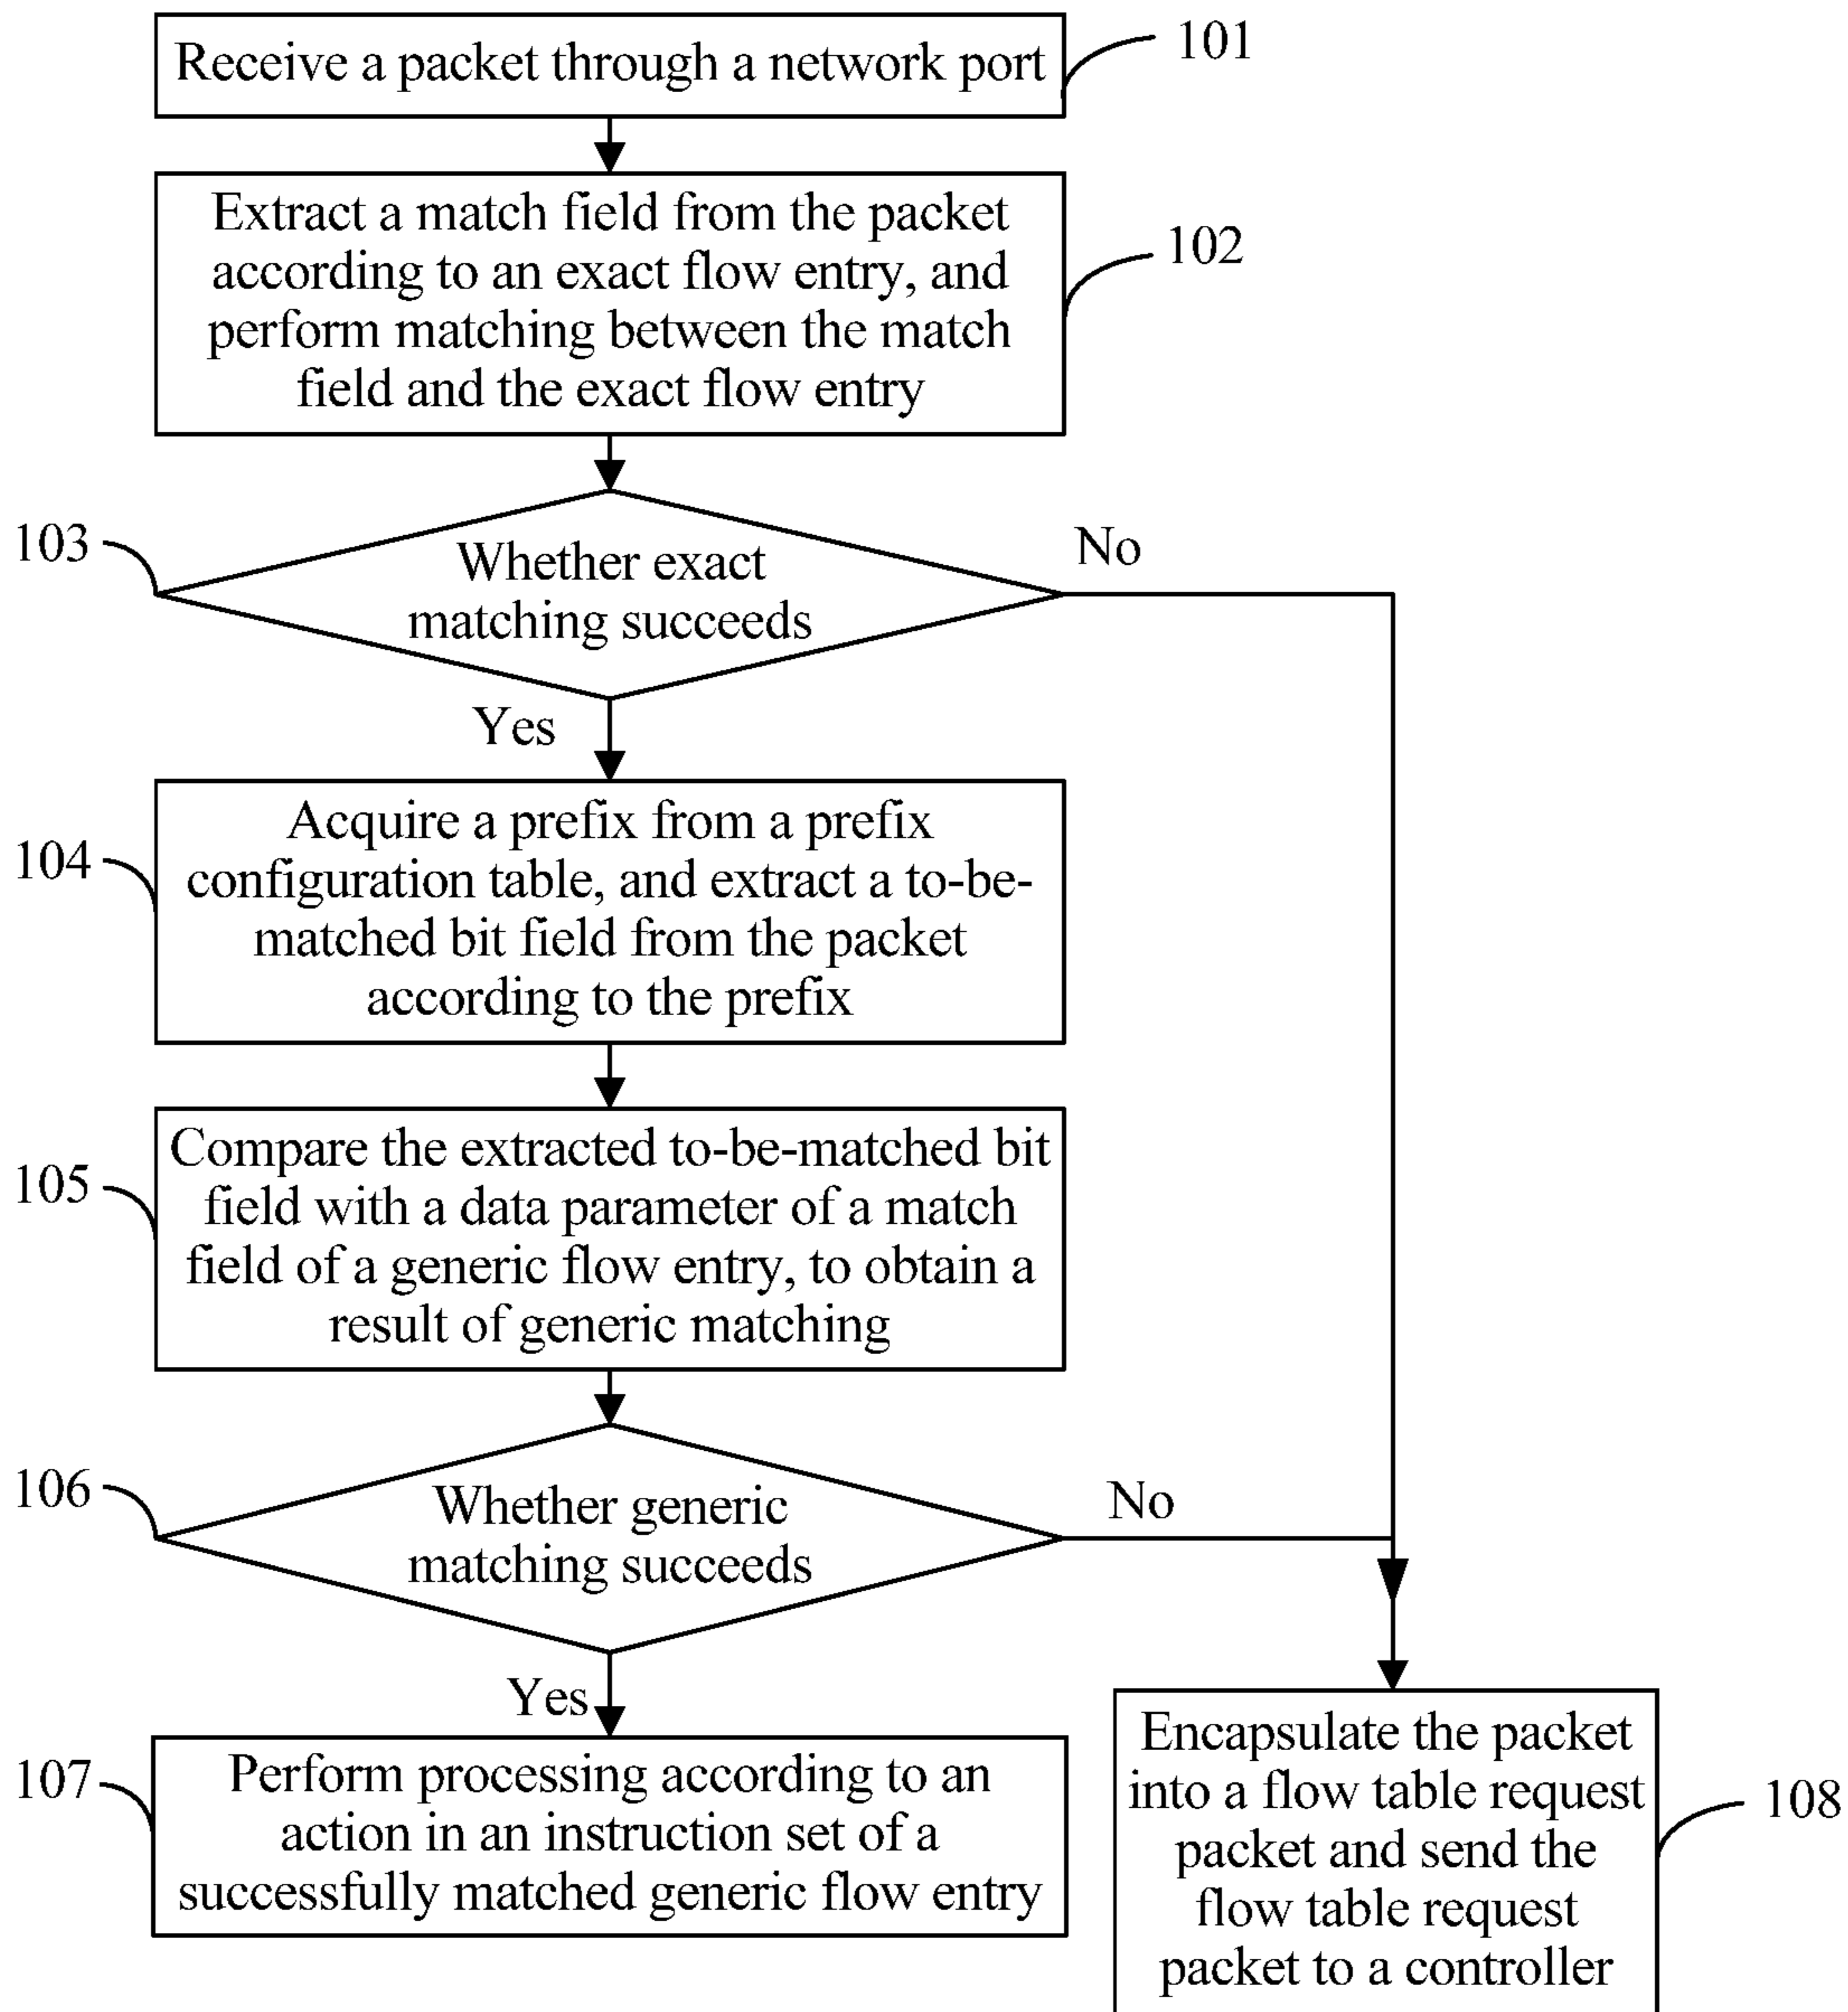 Receive a packet through a network port
101
Extract a match field from the packet
according to an exact flow entry, and
perform matching between the match
field and the exact flow entry
102
103
Whether exact
matching succeeds
No
Yes
104
Acquire a prefix from a prefix
configuration table, and extract a to-be-
matched bit field from the packet
according to the prefix
105
Compare the extracted to-be-matched bit
field with a data parameter of a match
field of a generic flow entry, to obtain a
result of generic matching
106
Whether generic
matching succeeds
No
Yes
107
Perform processing according to an
action in an instruction set of a
successfully matched generic flow entry
Encapsulate the packet
into a flow table request
packet and send the
flow table request
packet to a controller
108